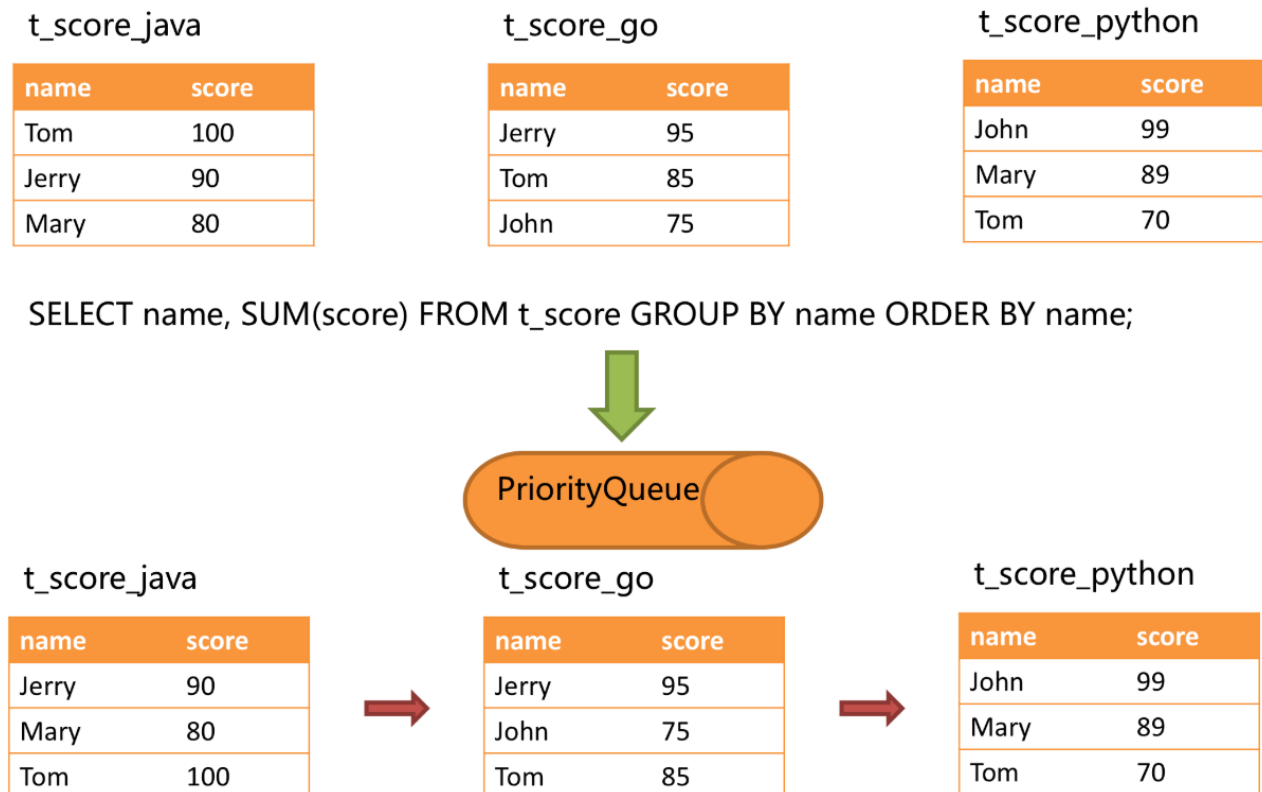 t_score_java
t_score_go
t_score_python
name score
name score
name score
Tom 100
Jerry 95
John 99
Jerry 90
Tom 85
Mary 89
Mary 80
John 75
Tom 70
SELECT name, SUM(score) FROM t_score GROUP BY name ORDER BY name;
PriorityQueue
t_score_java
t_score_go
t_score_python
name score
name score
name score
Jerry 90
Jerry 95
John 99
Mary 80
John 75
Mary 89
Tom 100
Tom 85
Tom 70